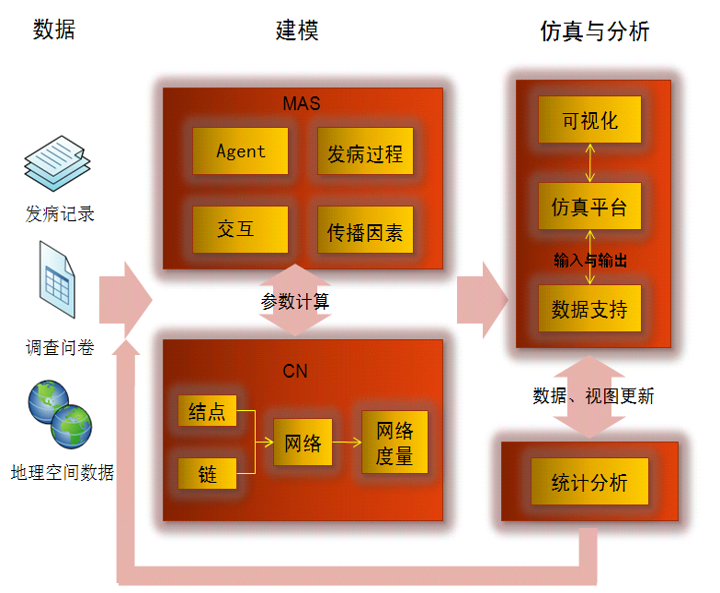 数据
建模
仿真与分析
发病记录
调查问卷
地理空间数据
MAS
Agent
发病过程
交互
传播因素
参数计算
CN
结点
链
网络
网络
度量
可视化
仿真平台
输入与输出
数据支持
数据、视图更新
统计分析